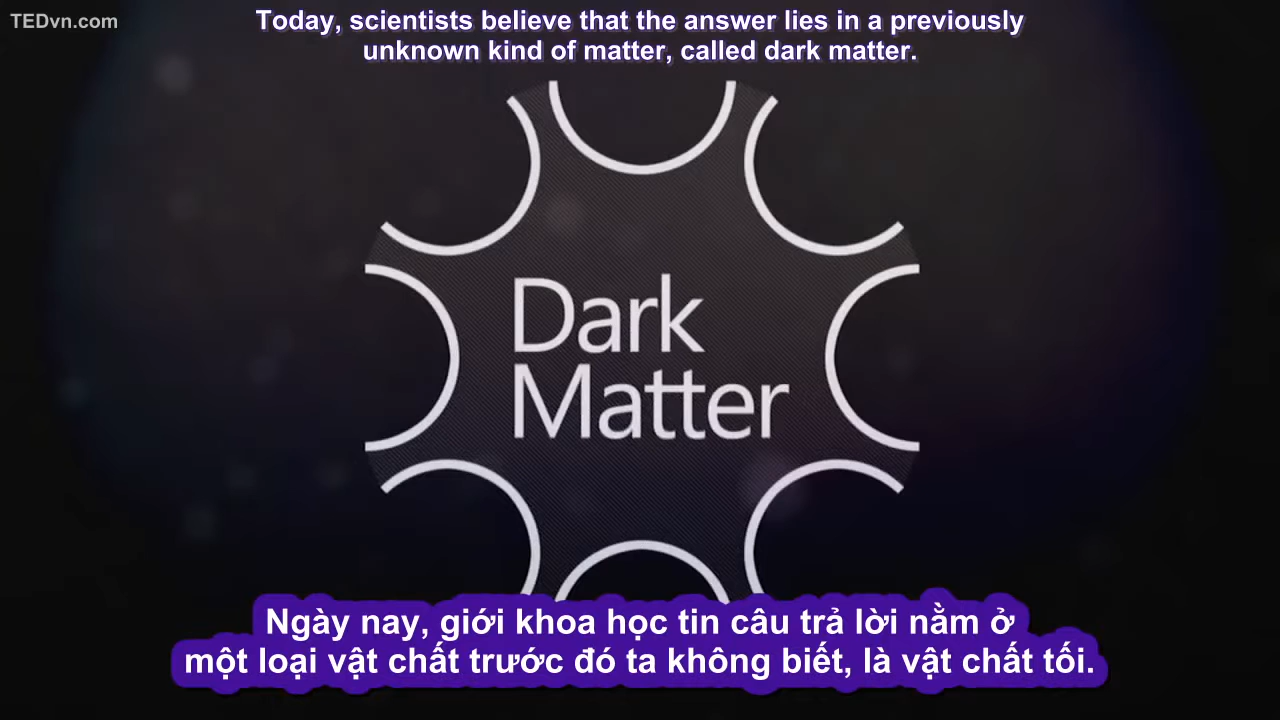 TEDvn.com
Today, scientists believe that the answer lies in a previously
unknown kind of matter, called dark matter.
Dark
Matter
Ngày nay, giới khoa học tin câu trả lời nằm ở
một loại vật chất trước đó ta không biết, là vật chất tối.